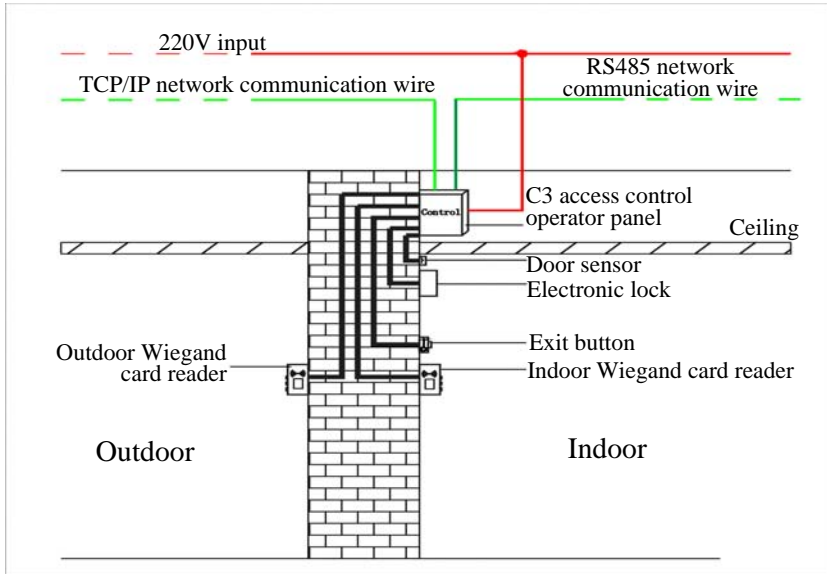 220V input
TCP/IP network communication wire
RS485 network
communication wire
C3 access control
operator panel
Control
Ceiling
Door sensor
Electronic lock
Exit button
Outdoor Wiegand
card reader
Indoor Wiegand card reader
Outdoor
Indoor